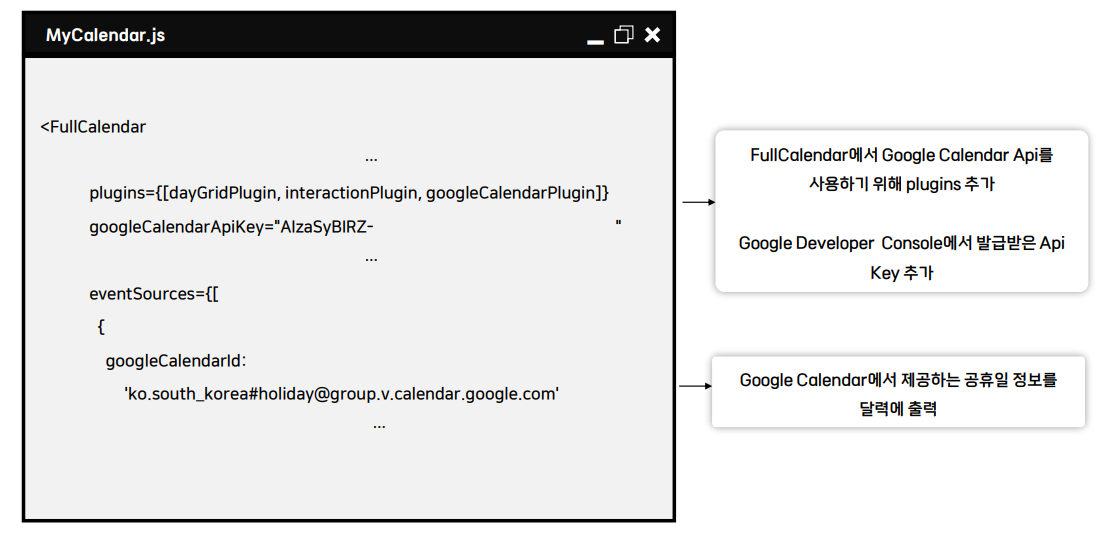 MyCalendar.js
<FullCalendar
...
plugins={[dayGridPlugin, interactionPlugin, googleCalendarPlugin]}
googleCalendarApiKey="AIzaSyBIRZ- "
...
eventSources={[
{
googleCalendarId:
'ko.south_korea#holiday@group.v.calendar.google.com'
...
FullCalendar에서 Google Calendar Api를
사용하기 위해 plugins 추가
Google Developer Console에서 발급받은 Api
Key 추가
Google Calendar에서 제공하는 공휴일 정보를
달력에 출력